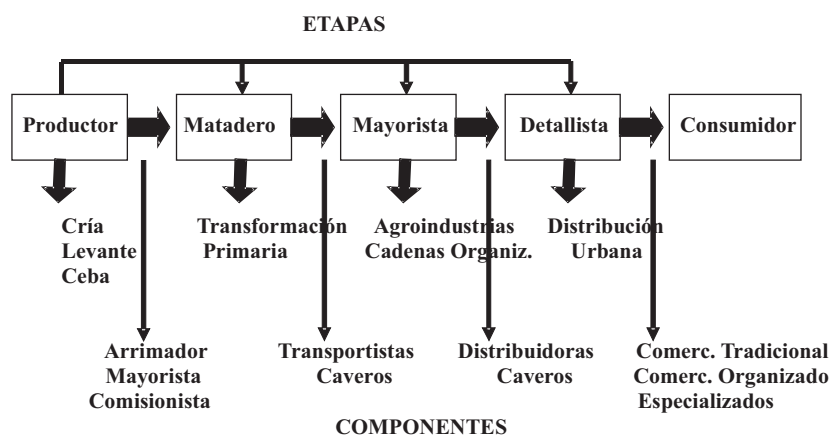 ETAPAS
Productor
Matadero
Mayorista
Detallista
Consumidor
Cría
Levante
Ceba
Transformación
Primaria
Agroindustrias
Cadenas Organiz.
Distribución
Urbana
Arrimador
Mayorista
Comisionista
Transportistas
Caveros
Distribuidoras
Caveros
Comerc. Tradicional
Comerc. Organizado
Especializados
COMPONENTES